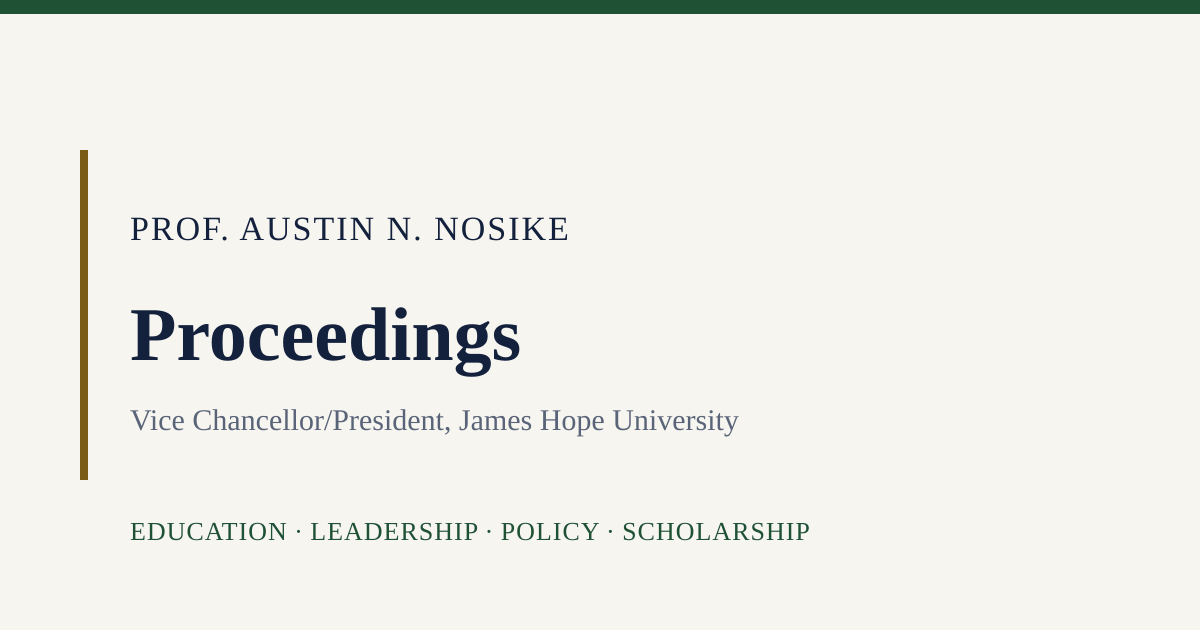 PROF. AUSTIN N. NOSIKE
Proceedings
Vice Chancellor/President, James Hope University
EDUCATION · LEADERSHIP · POLICY · SCHOLARSHIP